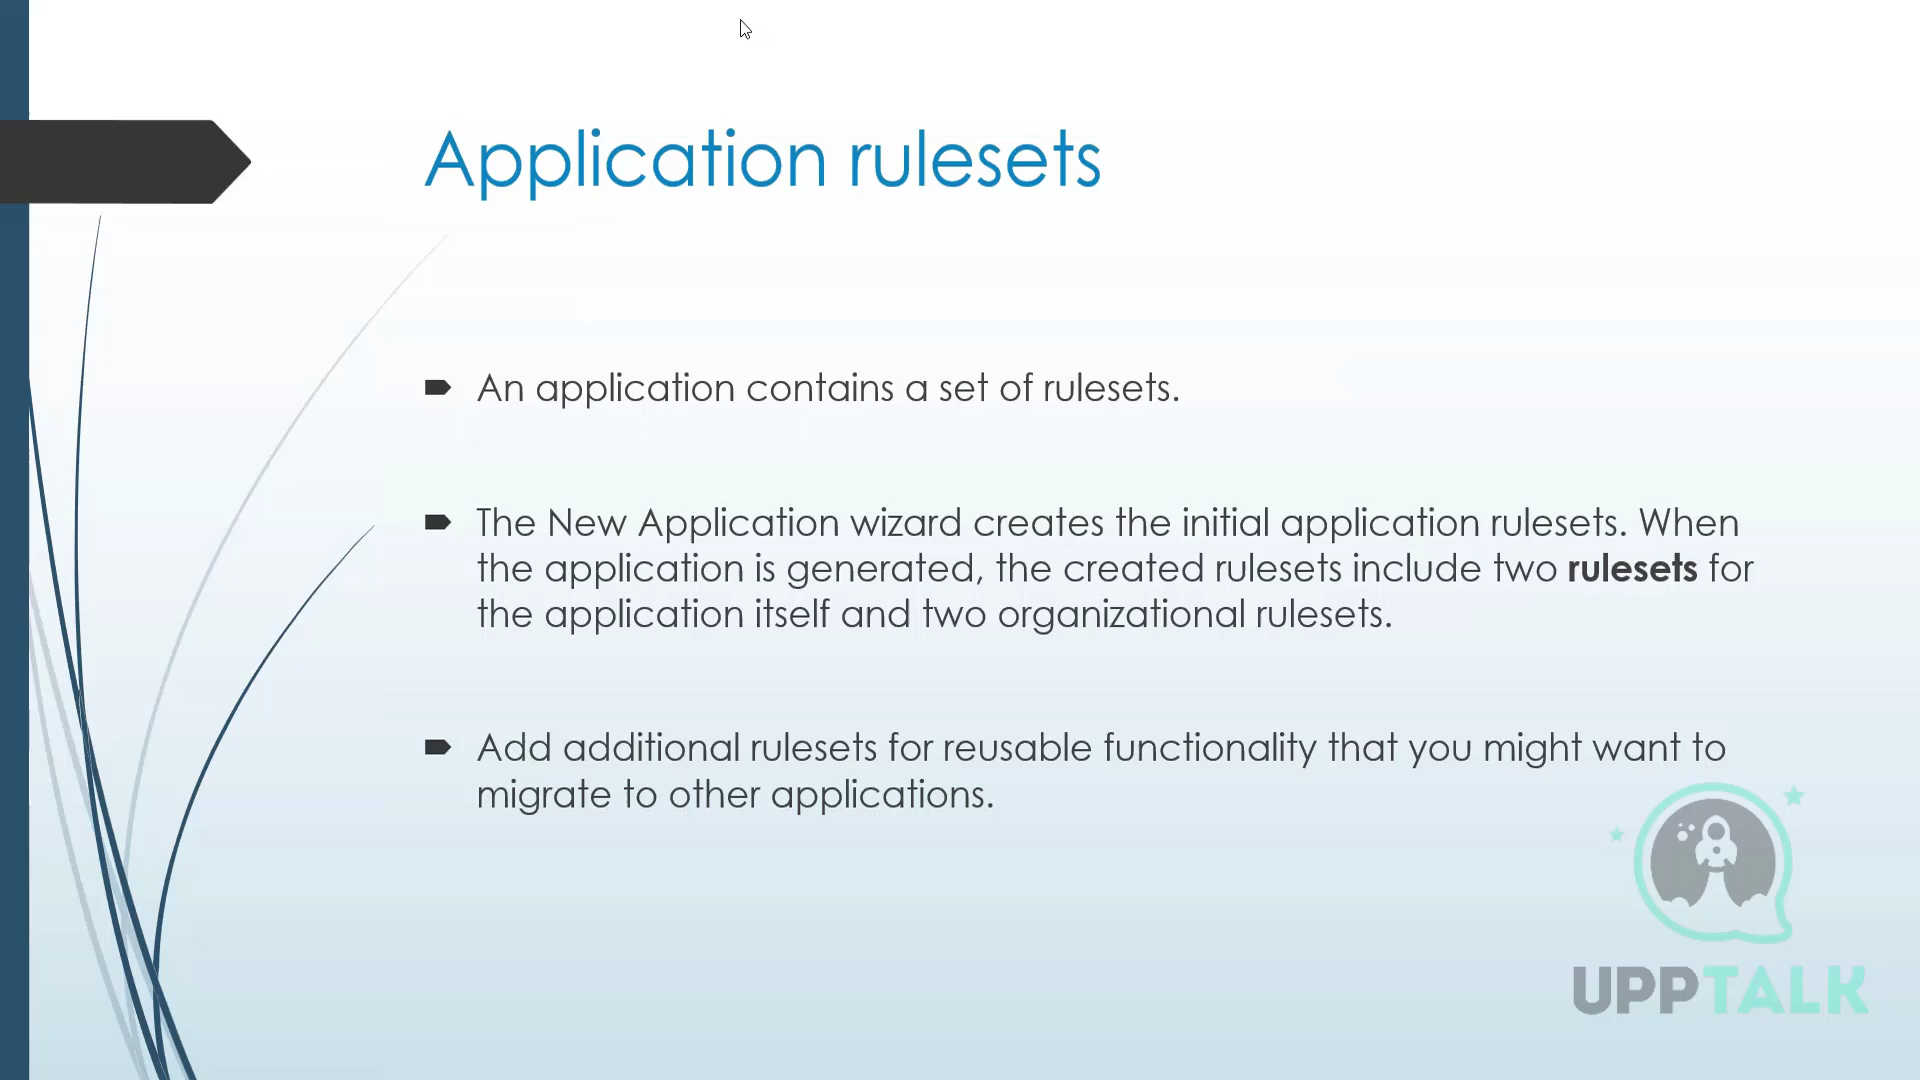 Application rulesets
An application contains a set of rulesets.
The New Application wizard creates the initial application rulesets. When
the application is generated, the created rulesets include two rulesets for
the application itself and two organizational rulesets.
Add additional rulesets for reusable functionality that you might want to
migrate to other applications.
UPPTALK